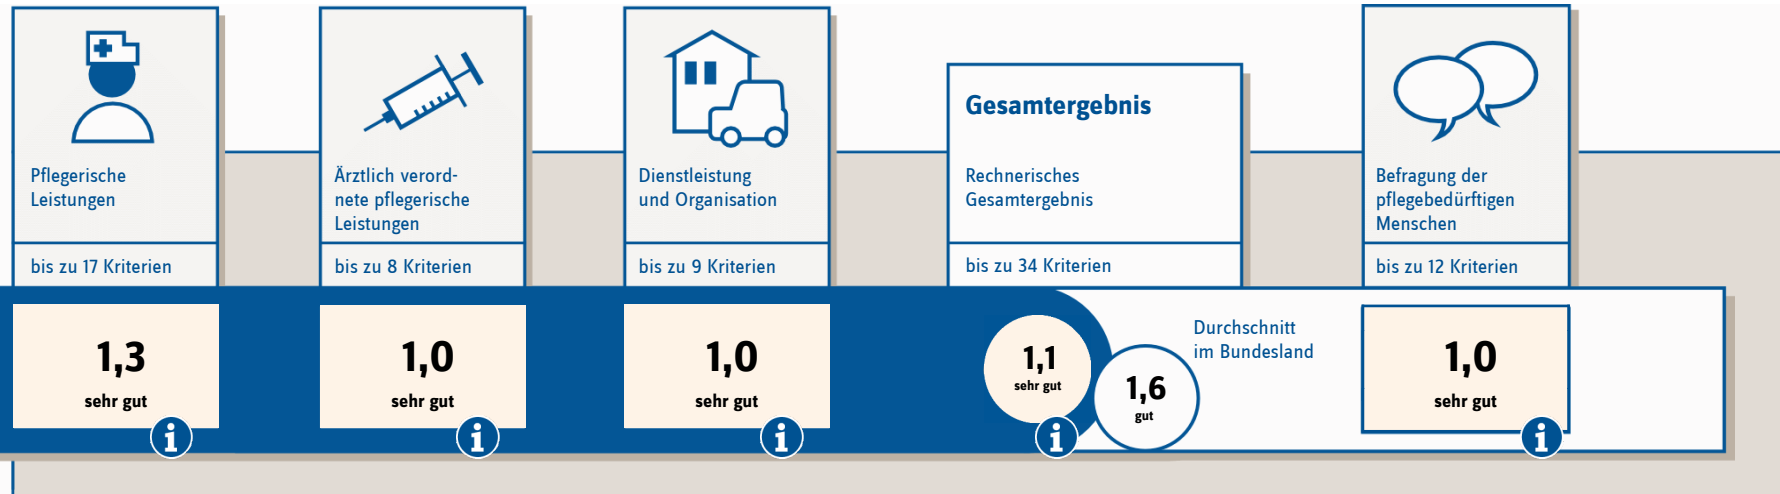 Pflegerische
Leistungen
bis zu 17 Kriterien
1,3
sehr gut
i
Ärztlich verord-
nete pflegerische
Leistungen
bis zu 8 Kriterien
1,0
sehr gut
i
Dienstleistung
und Organisation
bis zu 9 Kriterien
1,0
sehr gut
i
Gesamtergebnis
Rechnerisches
Gesamtergebnis
bis zu 34 Kriterien
1,1
sehr gut
i
1,6
gut
Durchschnitt
im Bundesland
Befragung der
pflegebedürftigen
Menschen
bis zu 12 Kriterien
1,0
sehr gut
i